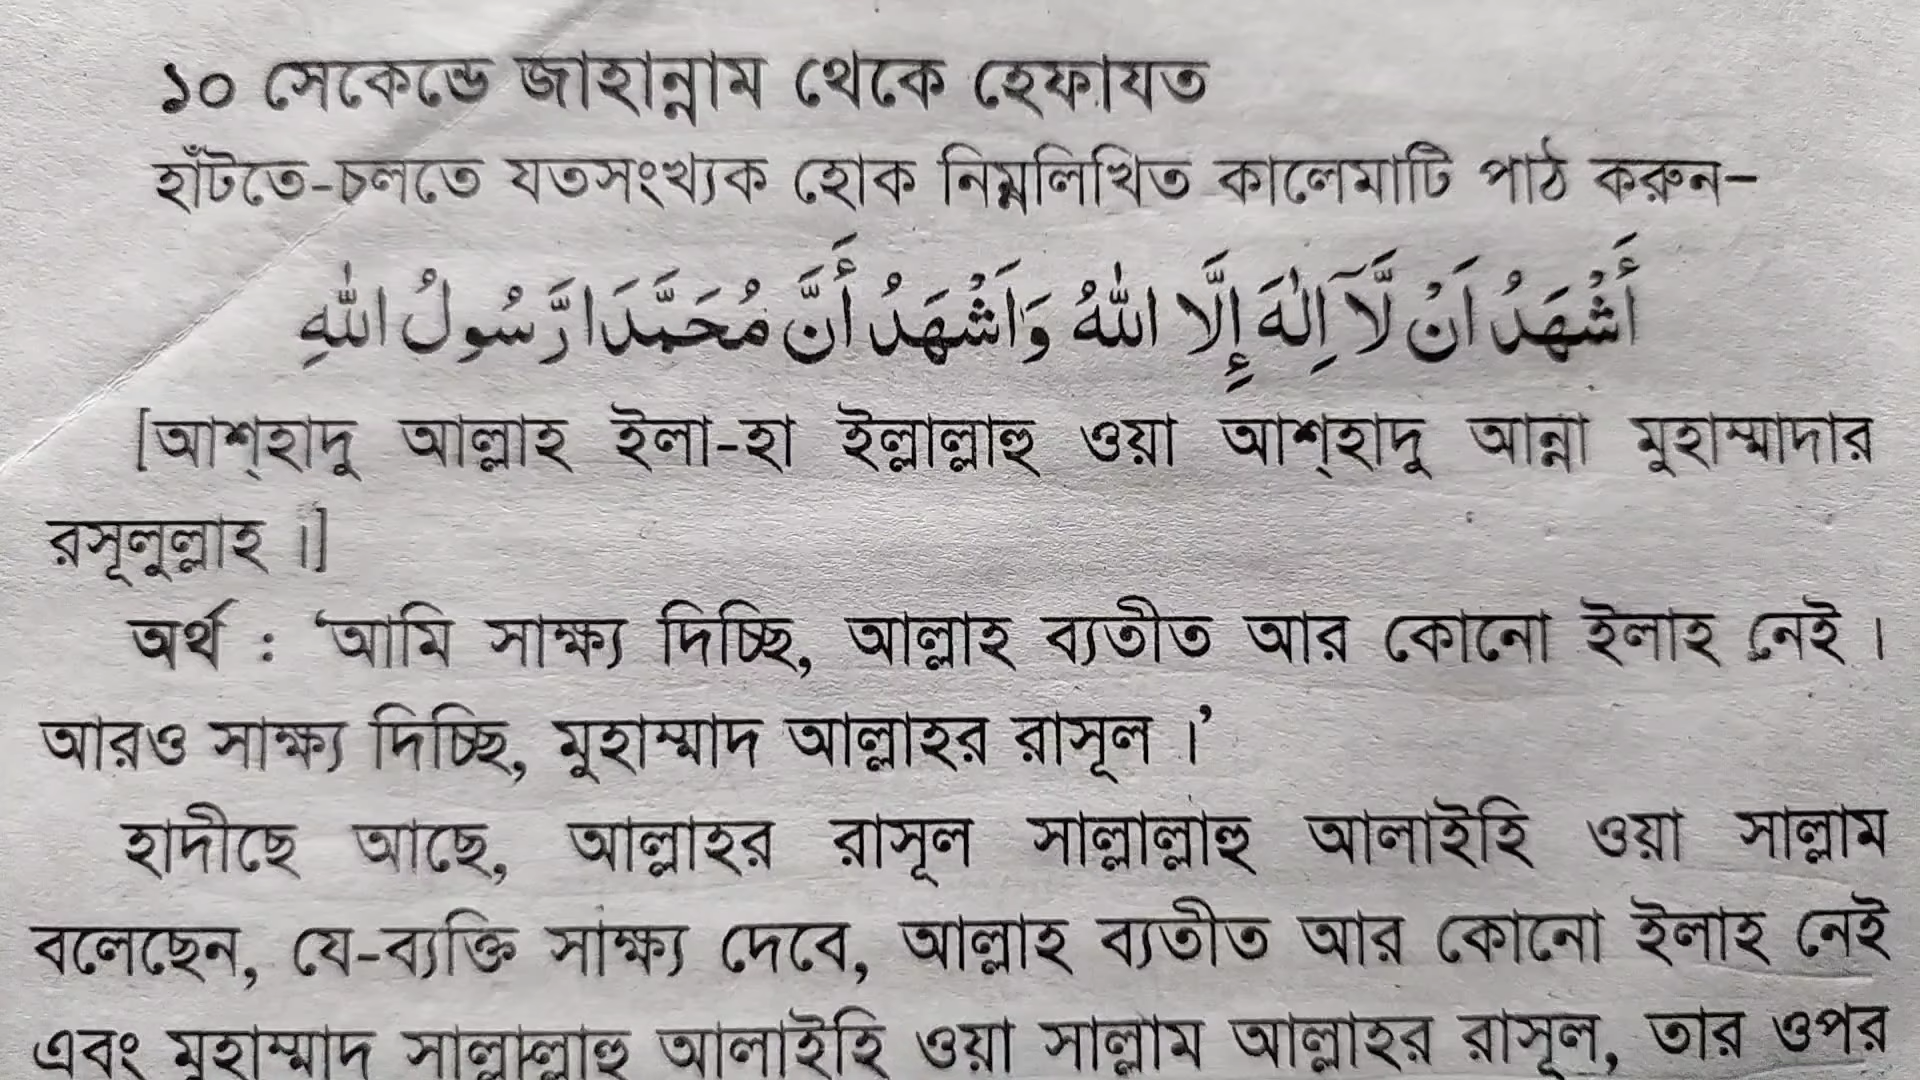 ১০ সেকেন্ডে জাহান্নাম থেকে হেফাযত
হাঁটতে-চলতে যতসংখ্যক হোক নিম্নলিখিত কালেমাটি পাঠ করুন–
أَشْهَدُ اَنْ لَّآ اِلٰهَ إِلَّا اللّٰهُ وَاَشْهَدُ أَنَّ مُحَمَّدَا رَّسُولُ اللّٰهِ
[আশ্হাদু আল্লাহ ইলা-হা ইল্লাল্লাহু ওয়া আশ্হাদু আন্না মুহাম্মাদার
রসূলুল্লাহ ।]
অর্থ : ‘আমি সাক্ষ্য দিচ্ছি, আল্লাহ ব্যতীত আর কোনো ইলাহ নেই ।
আরও সাক্ষ্য দিচ্ছি, মুহাম্মাদ আল্লাহর রাসূল ।’
হাদীছে আছে, আল্লাহর রাসূল সাল্লাল্লাহু আলাইহি ওয়া সাল্লাম
বলেছেন, যে-ব্যক্তি সাক্ষ্য দেবে, আল্লাহ ব্যতীত আর কোনো ইলাহ নেই
এবং মুহাম্মাদ সাল্লাল্লাহু আলাইহি ওয়া সাল্লাম আল্লাহর রাসূল, তার ওপর